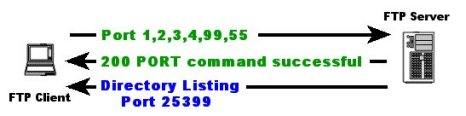 FTP Server
Port 1,2,3,4,99,55
200 PORT command successful
Directory Listing
Port 25399
FTP Client